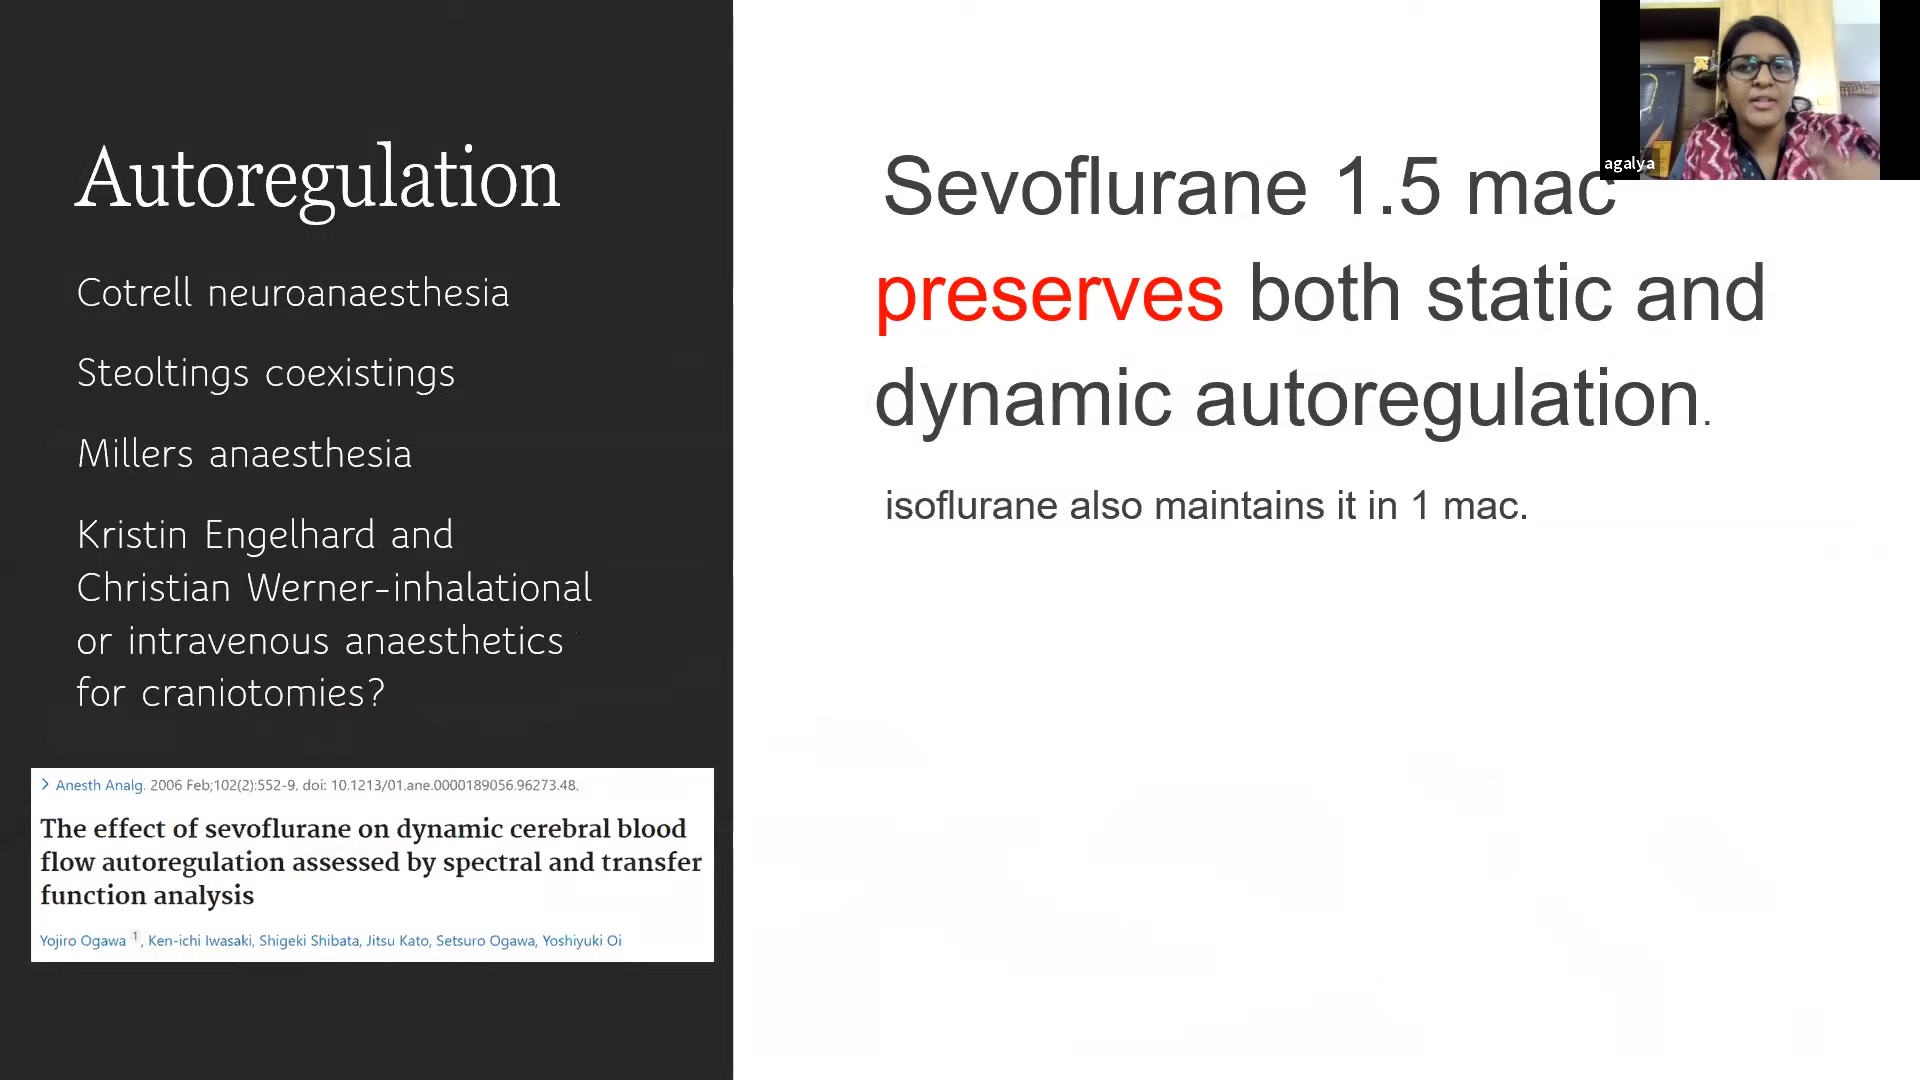 Autoregulation
Cotrell neuroanaesthesia
Steoltings coexistings
Millers anaesthesia
Kristin Engelhard and
Christian Werner-inhalational
or intravenous anaesthetics
for craniotomies?
> Anesth Analg. 2006 Feb;102(2):552-9. doi: 10.1213/01.ane.0000189056.96273.48.
The effect of sevoflurane on dynamic cerebral blood
flow autoregulation assessed by spectral and transfer
function analysis
Yojiro Ogawa 1, Ken-ichi Iwasaki, Shigeki Shibata, Jitsu Kato, Setsuro Ogawa, Yoshiyuki Oi
Sevoflurane 1.5 mac
preserves both static and
dynamic autoregulation.
isoflurane also maintains it in 1 mac.
agalya